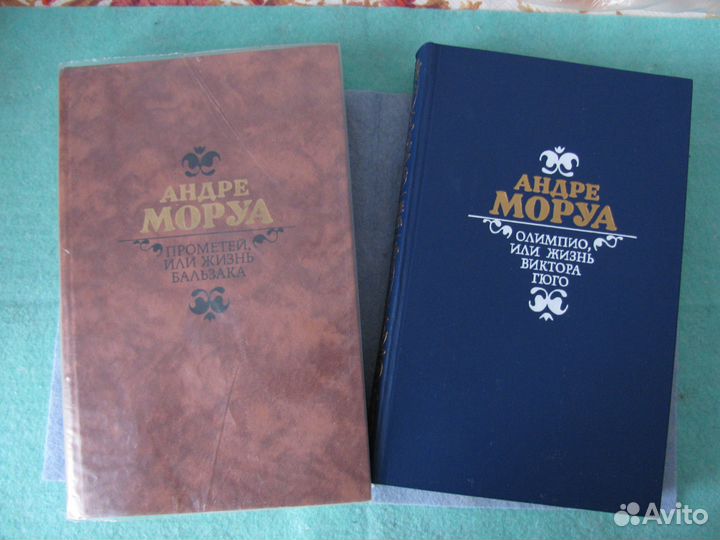 АНДРЕ
МОРУА
ПРОМЕТЕЙ,
ИЛИ ЖИЗНЬ
БАЛЬЗАКА
АНДРЕ
МОРУА
ОЛИМПИО,
ИЛИ ЖИЗНЬ
ВИКТОРА
ГЮГО
Avito